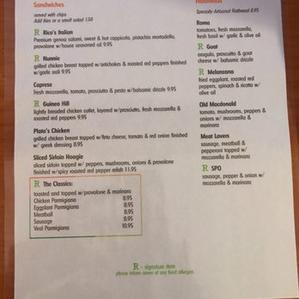 Sandwiches
served with chips
Add fries or a small salad 1.50
R Rico's Italian
Premium genoa salami, sweet & hot cappicola, pistachio mortadella,
provolone w/house seasoned oil 9.95
R Nunnie
grilled chicken breast topped w/artichokes & roasted red peppers finished
w/garlic aioli 9.95
Caprese
fresh mozzarella, tomato, prosciutto & pesto w/balsamic drizzle 9.95
R Guinea Hill
lightly breaded chicken cutlet, layered w/prosciutto, fresh mozzarella &
roasted peppers w/balsamic drizzle 9.95
Plato's Chicken
grilled chicken breast topped w/feta cheese, tomato & red onion finished
w/ greek dressing 8.95
Sliced Sirloin Hoagie
sliced sirloin topped w/ peppers, mushrooms, onions & provolone
finished w/spicy roasted red pepper aioli 11.95
R The Classics:
toasted and topped w/provolone & marinara
Chicken Parmigiana 8.95
Eggplant Parmigiana 8.95
Meatball 8.95
Sausage 8.95
Veal Parmigiana 10.95
Specialty Artisanal Flatbread 8.95
Roma
tomatoes, fresh mozzarella,
fresh basil w/ garlic & olive oil
R Goat
arugula, prosciutto & goat
cheese w/ balsamic drizzle
R Melanzana
fried eggplant, roasted red
peppers, spinach & ricotta w/
garlic & olive oil
Old Macdonald
tomato, mushrooms, peppers
& onions w/ mozzarella &
marinara
Meat Lovers
sausage, meatball &
pepperoni topped w/
mozzarella & marinara
R SPO
sausage, pepper & onion w/
mozzarella & marinara
R - signature item
please inform server of any food allergies